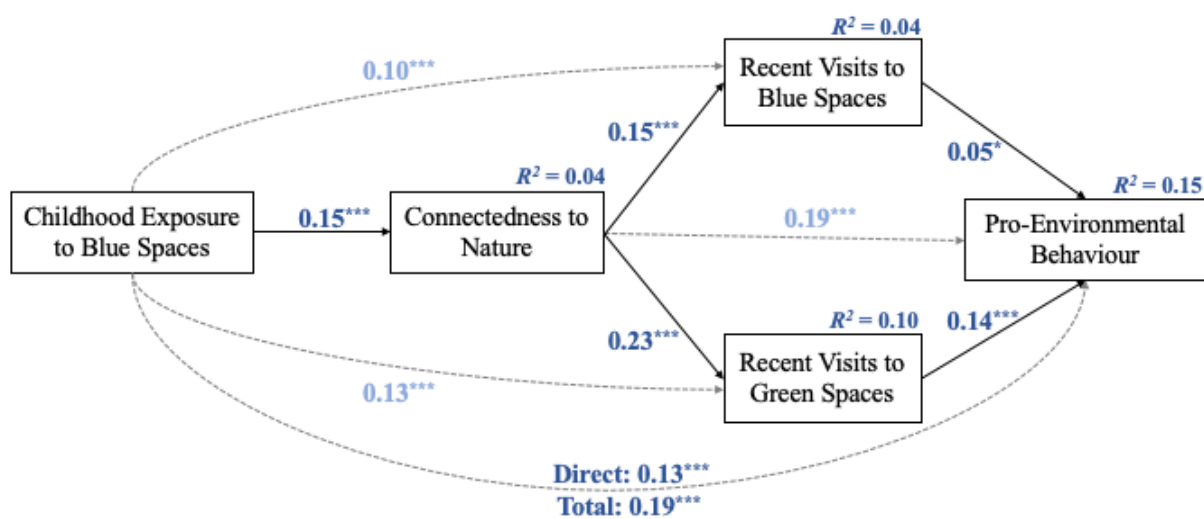 R² = 0.04
Recent Visits to
Blue Spaces
0.10***
0.15***
0.05*
R² = 0.04
R² = 0.15
Childhood Exposure
to Blue Spaces
0.15***
Connectedness to
Nature
0.19***
Pro-Environmental
Behaviour
R² = 0.10
0.23***
0.14***
Recent Visits to
Green Spaces
0.13***
Direct: 0.13***
Total: 0.19***